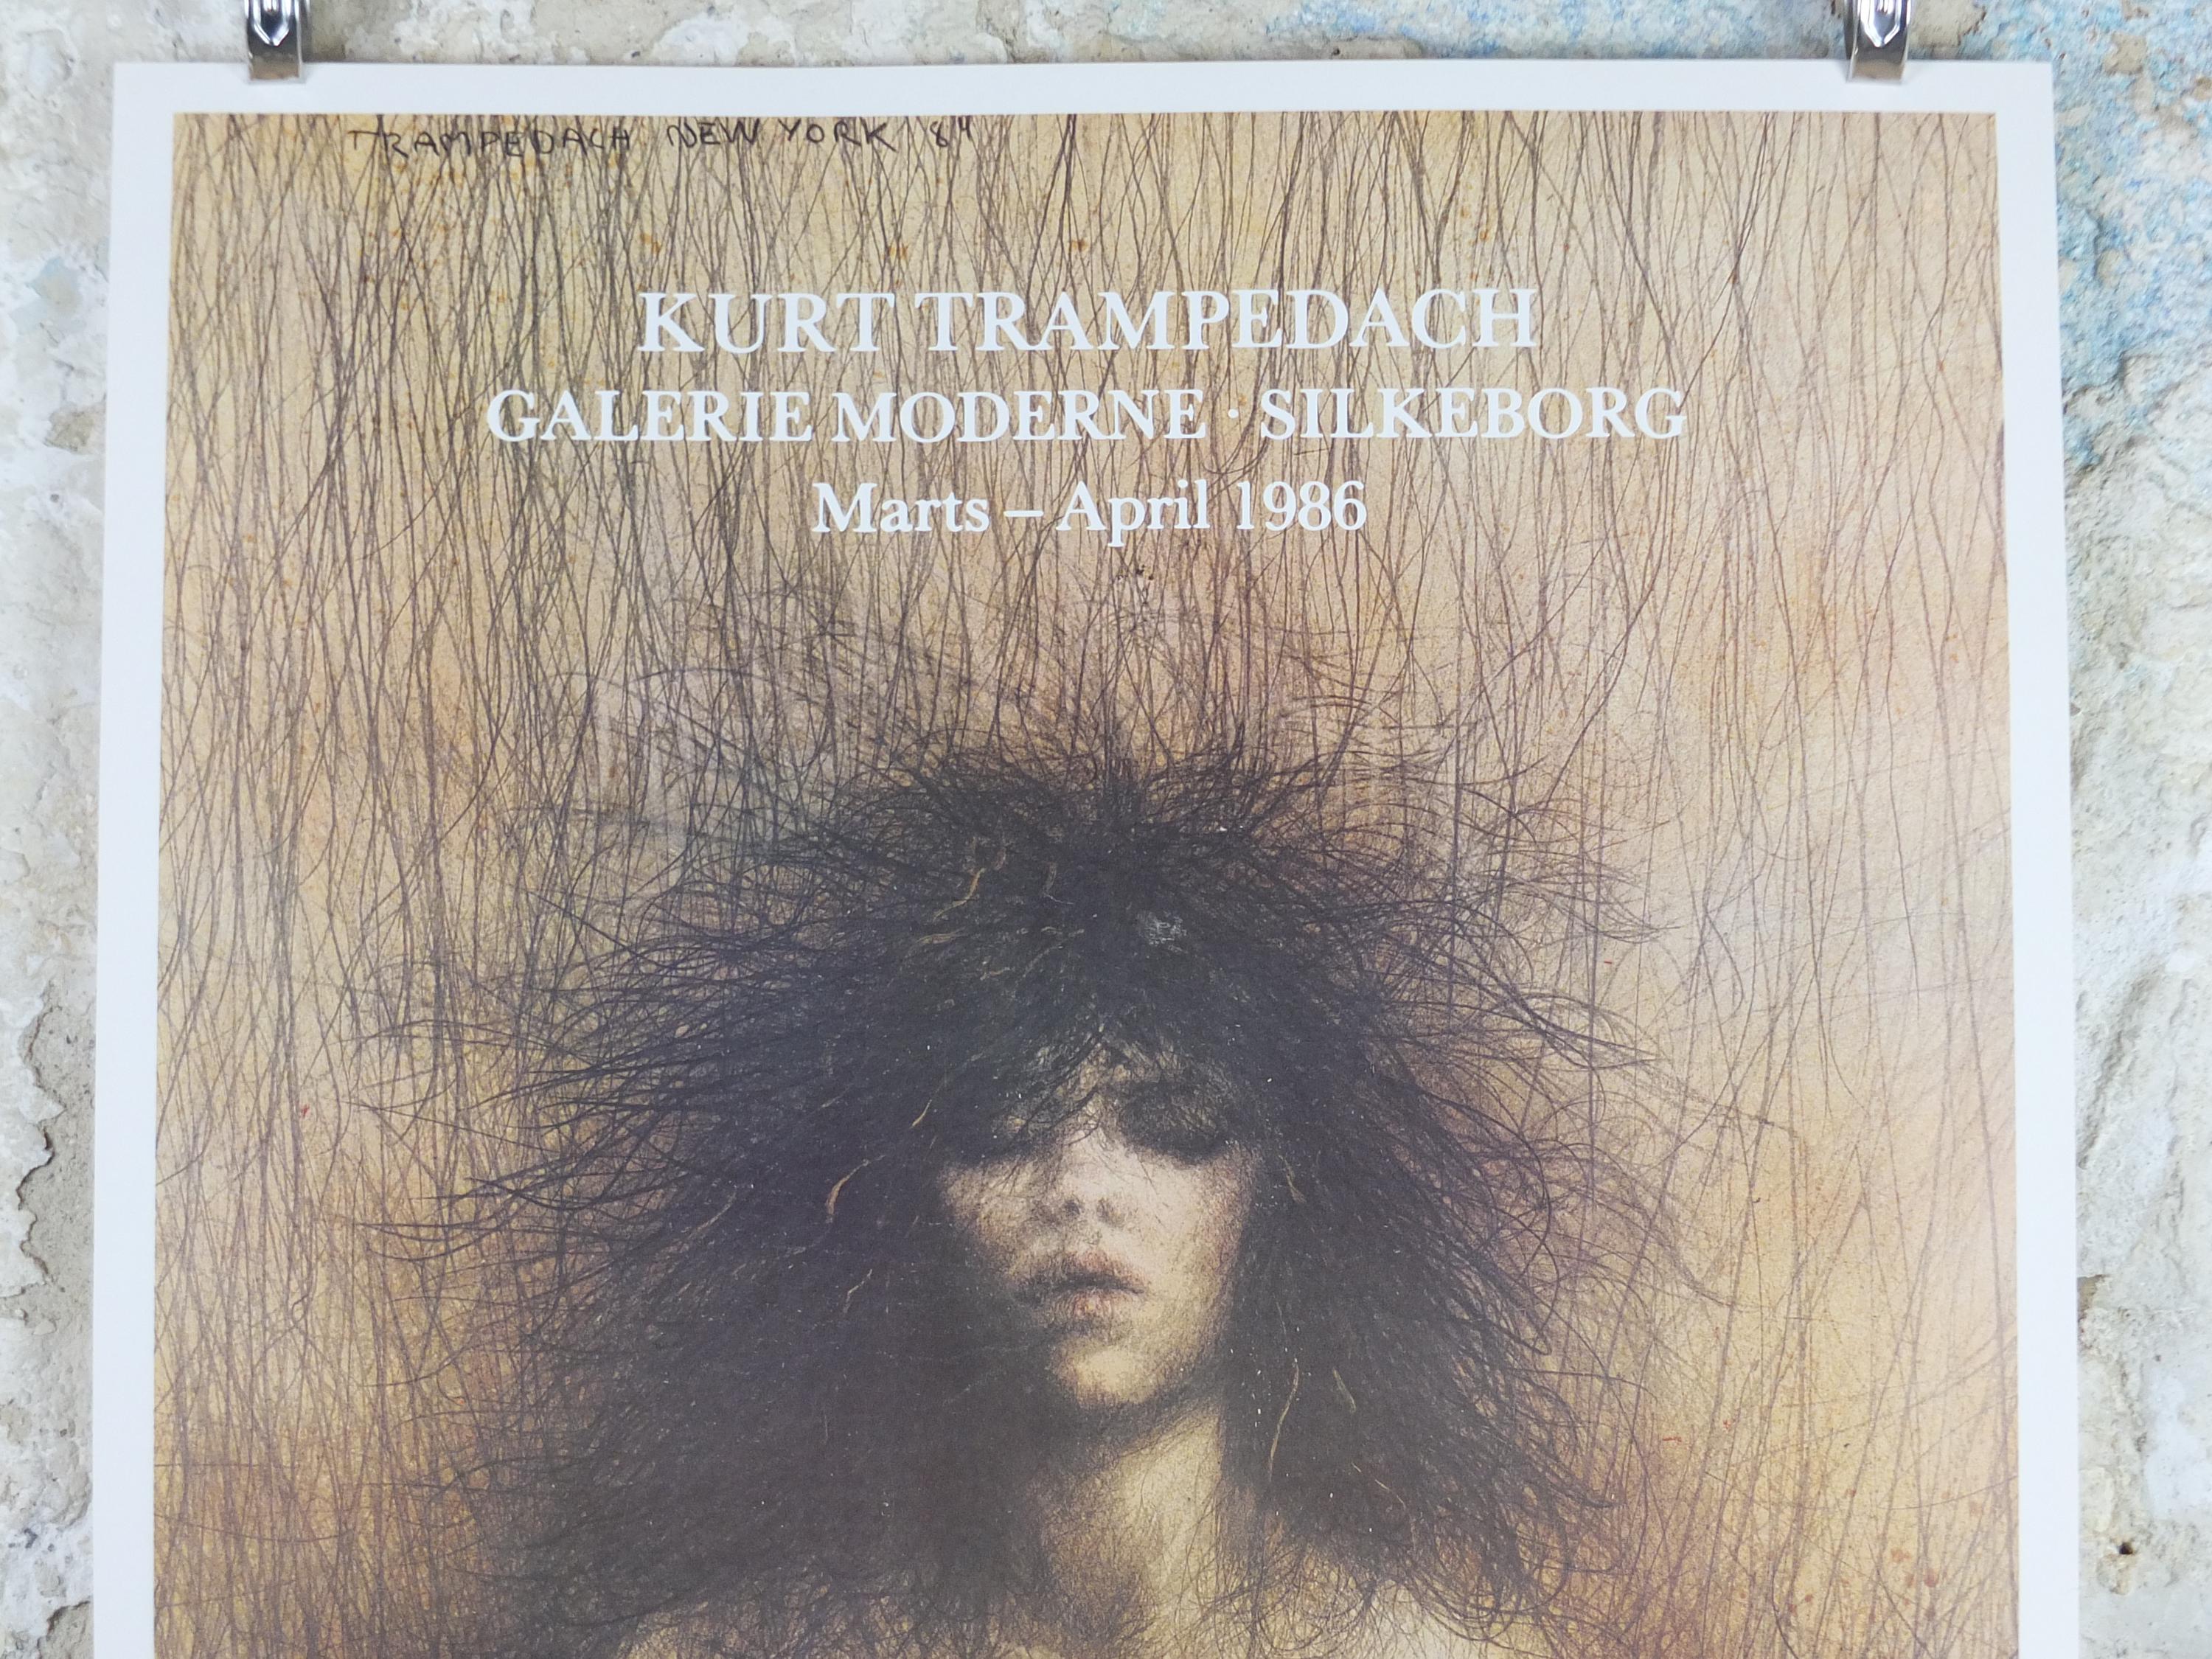 TRAMPEDACH NEW YORK 84
KURT TRAMPEDACH
GALERIE MODERNE · SILKEBORG
Marts – April 1986